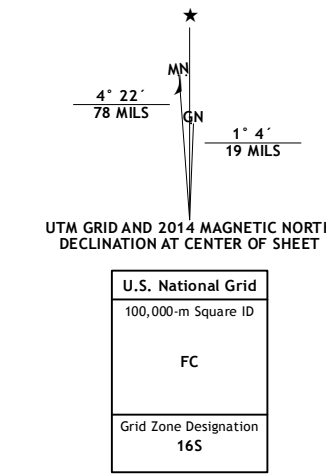 ★
MN
4° 22´
78 MILS
GN
1° 4´
19 MILS
UTM GRID AND 2014 MAGNETIC NORTH
DECLINATION AT CENTER OF SHEET
U.S. National Grid
100,000-m Square ID
FC
Grid Zone Designation
16S